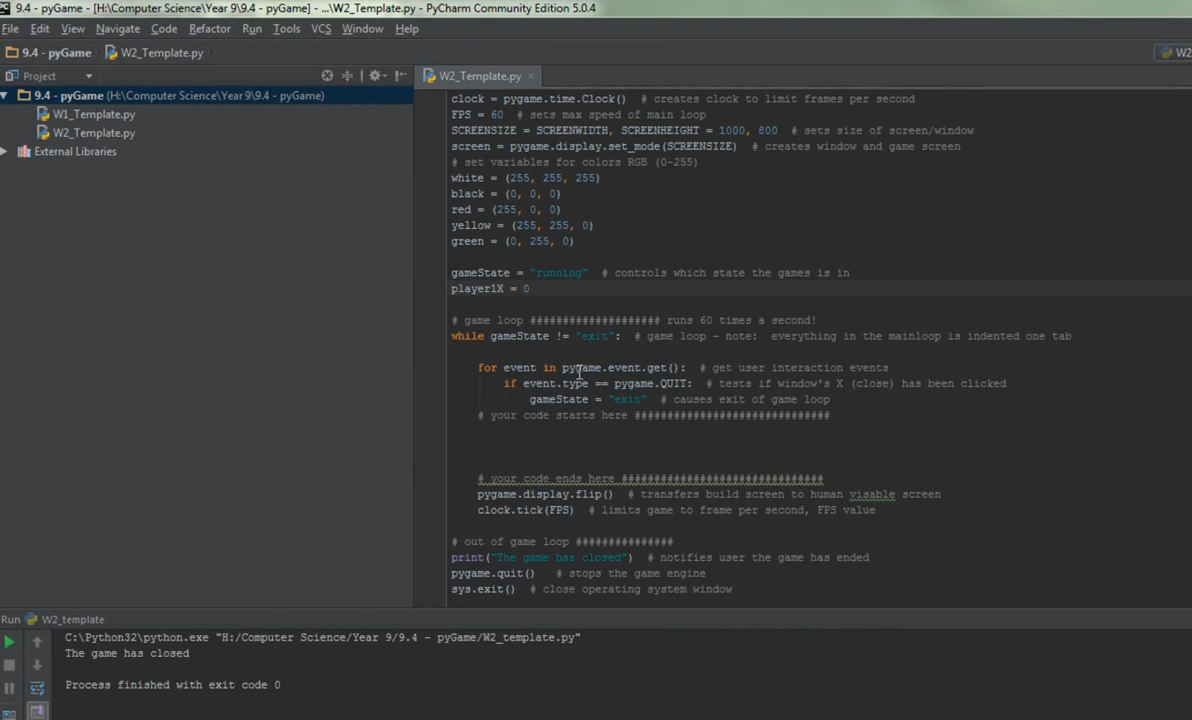 9.4 - pyGame - [H:\Computer Science\Year 9\9.4 - pyGame] - ...\W2_Template.py - PyCharm Community Edition 5.0.4
File Edit View Navigate Code Refactor Run Tools VCS Window Help
9.4 - pyGame W2_Template.py W2
Project W2_Template.py
9.4 - pyGame (H:\Computer Science\Year 9\9.4 - pyGame)
W1_Template.py
W2_Template.py
External Libraries
clock = pygame.time.Clock() # creates clock to limit frames per second
FPS = 60 # sets max speed of main loop
SCREENSIZE = SCREENWIDTH, SCREENHEIGHT = 1000, 800 # sets size of screen/window
screen = pygame.display.set_mode(SCREENSIZE) # creates window and game screen
# set variables for colors RGB (0-255)
white = (255, 255, 255)
black = (0, 0, 0)
red = (255, 0, 0)
yellow = (255, 255, 0)
green = (0, 255, 0)
gameState = "running" # controls which state the games is in
player1X = 0
# game loop #################### runs 60 times a second!
while gameState != "exit": # game loop - note: everything in the mainloop is indented one tab
for event in pygame.event.get(): # get user interaction events
if event.type == pygame.QUIT: # tests if window's X (close) has been clicked
gameState = "exit" # causes exit of game loop
# your code starts here ##############################
# your code ends here ###############################
pygame.display.flip() # transfers build screen to human visable screen
clock.tick(FPS) # limits game to frame per second, FPS value
# out of game loop ###############
print("The game has closed") # notifies user the game has ended
pygame.quit() # stops the game engine
sys.exit() # close operating system window
Run W2_template
C:\Python32\python.exe "H:/Computer Science/Year 9/9.4 - pyGame/W2_template.py"
The game has closed
Process finished with exit code 0